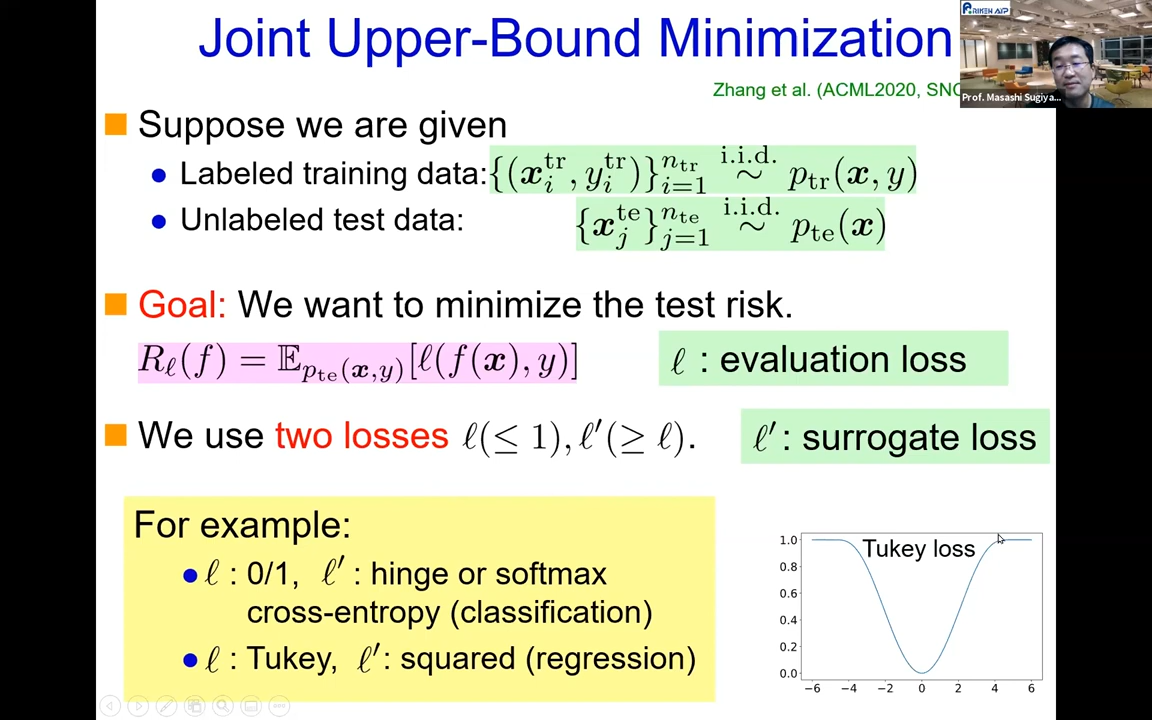 Joint Upper-Bound Minimization
RIKEN AIP
Prof. Masashi Sugiya...
Zhang et al. (ACML2020, SNC
Suppose we are given
Labeled training data: {(x_i^tr, y_i^tr)}_{i=1}^{n_tr} i.i.d. ~ p_tr(x, y)
Unlabeled test data: {x_j^te}_{j=1}^{n_te} i.i.d. ~ p_te(x)
Goal: We want to minimize the test risk.
R_ℓ(f) = 𝔼_{p_te(x,y)}[ℓ(f(x), y)]
ℓ : evaluation loss
We use two losses ℓ(≤ 1), ℓ′(≥ ℓ).
ℓ′ : surrogate loss
For example:
ℓ : 0/1, ℓ′ : hinge or softmax
cross-entropy (classification)
ℓ : Tukey, ℓ′ : squared (regression)
Tukey loss
1.0
0.8
0.6
0.4
0.2
0.0
−6 −4 −2 0 2 4 6